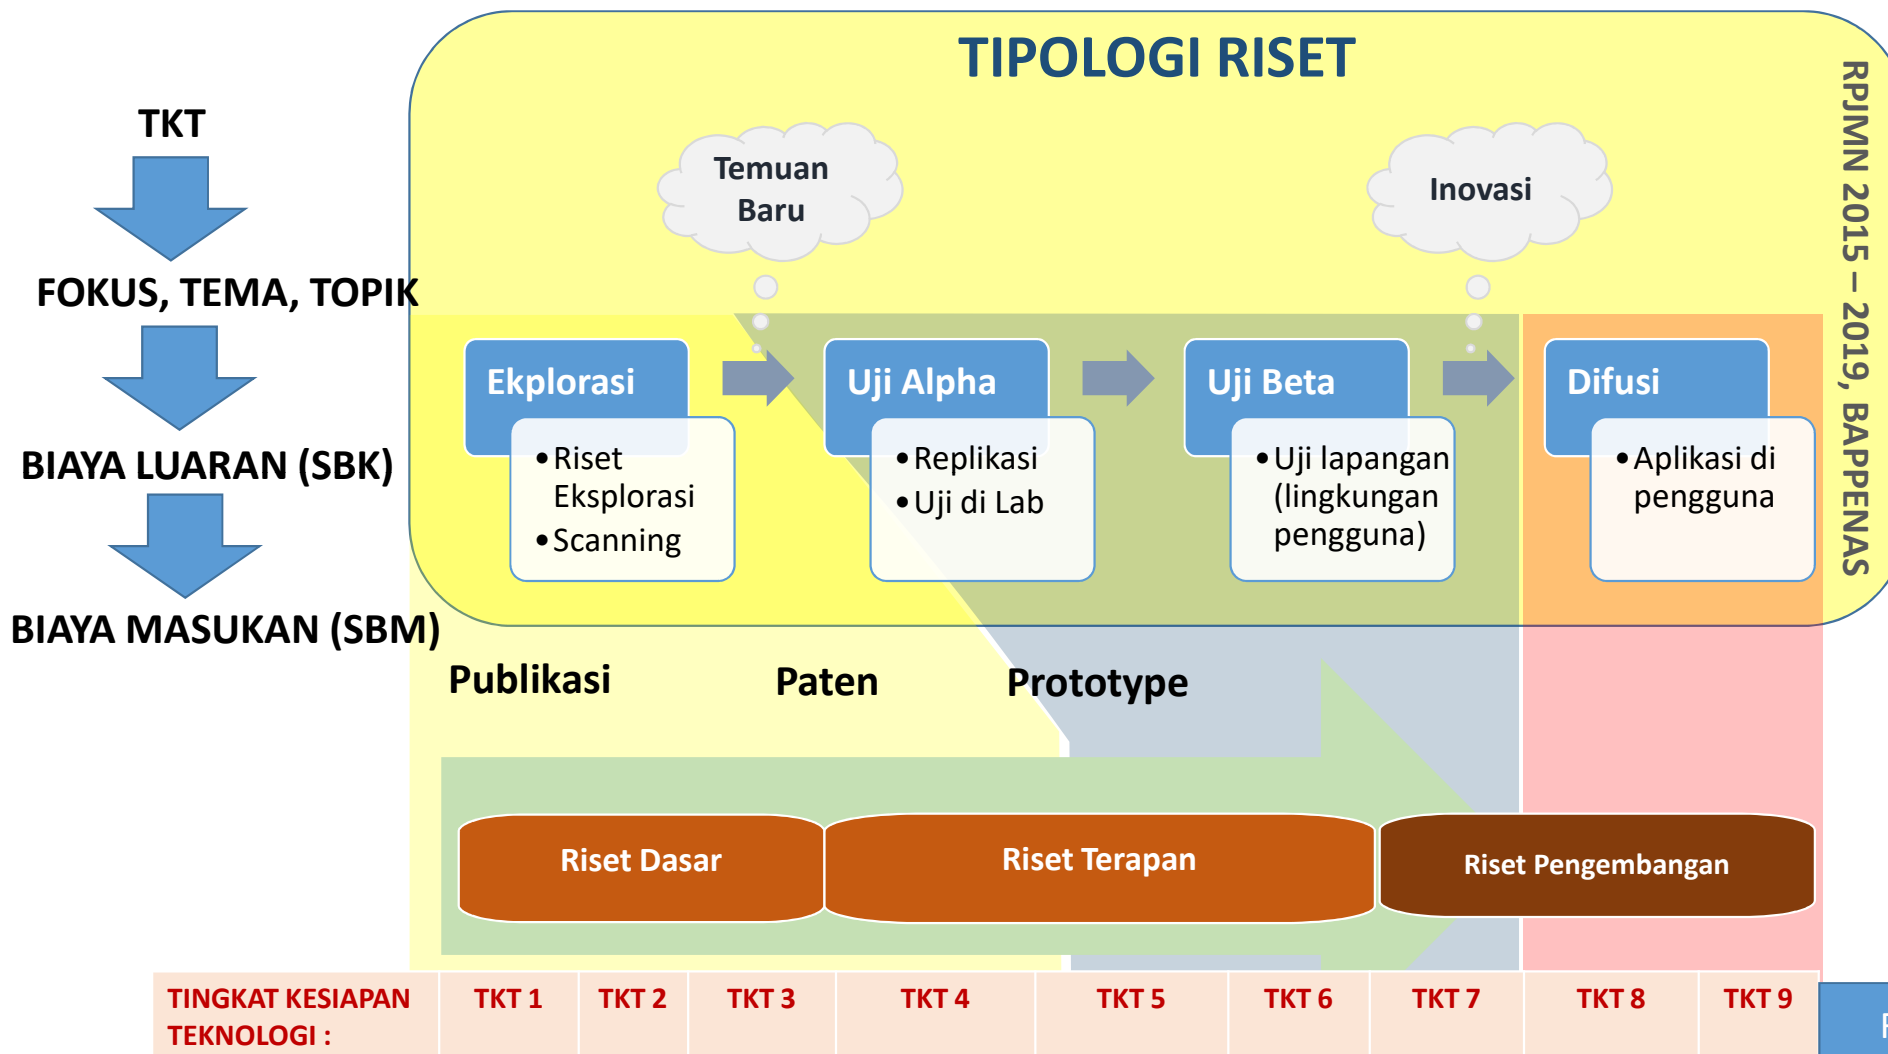 TIPOLOGI RISET
RPJMN 2015 – 2019, BAPPENAS
TKT
FOKUS, TEMA, TOPIK
BIAYA LUARAN (SBK)
BIAYA MASUKAN (SBM)
Temuan
Baru
Inovasi
Ekplorasi
•Riset
Eksplorasi
•Scanning
Uji Alpha
•Replikasi
•Uji di Lab
Uji Beta
•Uji lapangan
(lingkungan
pengguna)
Difusi
•Aplikasi di
pengguna
Publikasi
Paten
Prototype
Riset Dasar
Riset Terapan
Riset Pengembangan
TINGKAT KESIAPAN
TEKNOLOGI :
TKT 1
TKT 2
TKT 3
TKT 4
TKT 5
TKT 6
TKT 7
TKT 8
TKT 9